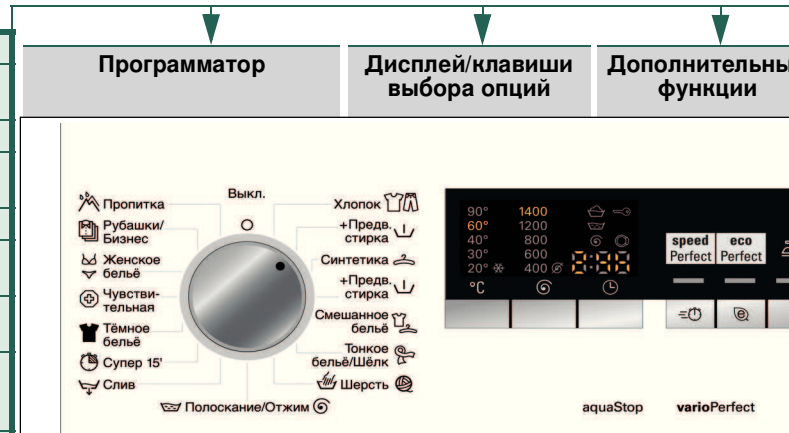 Программатор
Дисплей/клавиши
выбора опций
Дополнительны
функции
Выкл.
Пропитка
Рубашки/
Бизнес
Женское
бельё
Чувстви-
тельная
Тёмное
бельё
Супер 15'
Слив
Полоскание/Отжим
Хлопок
+Предв.
стирка
Синтетика
+Предв.
стирка
Смешанное
бельё
Тонкое
бельё/Шёлк
Шерсть
90° 1400
60° 1200
40° 800
30° 600
20° 400
8:88
°C
speed
Perfect
eco
Perfect
aquaStop
varioPerfect